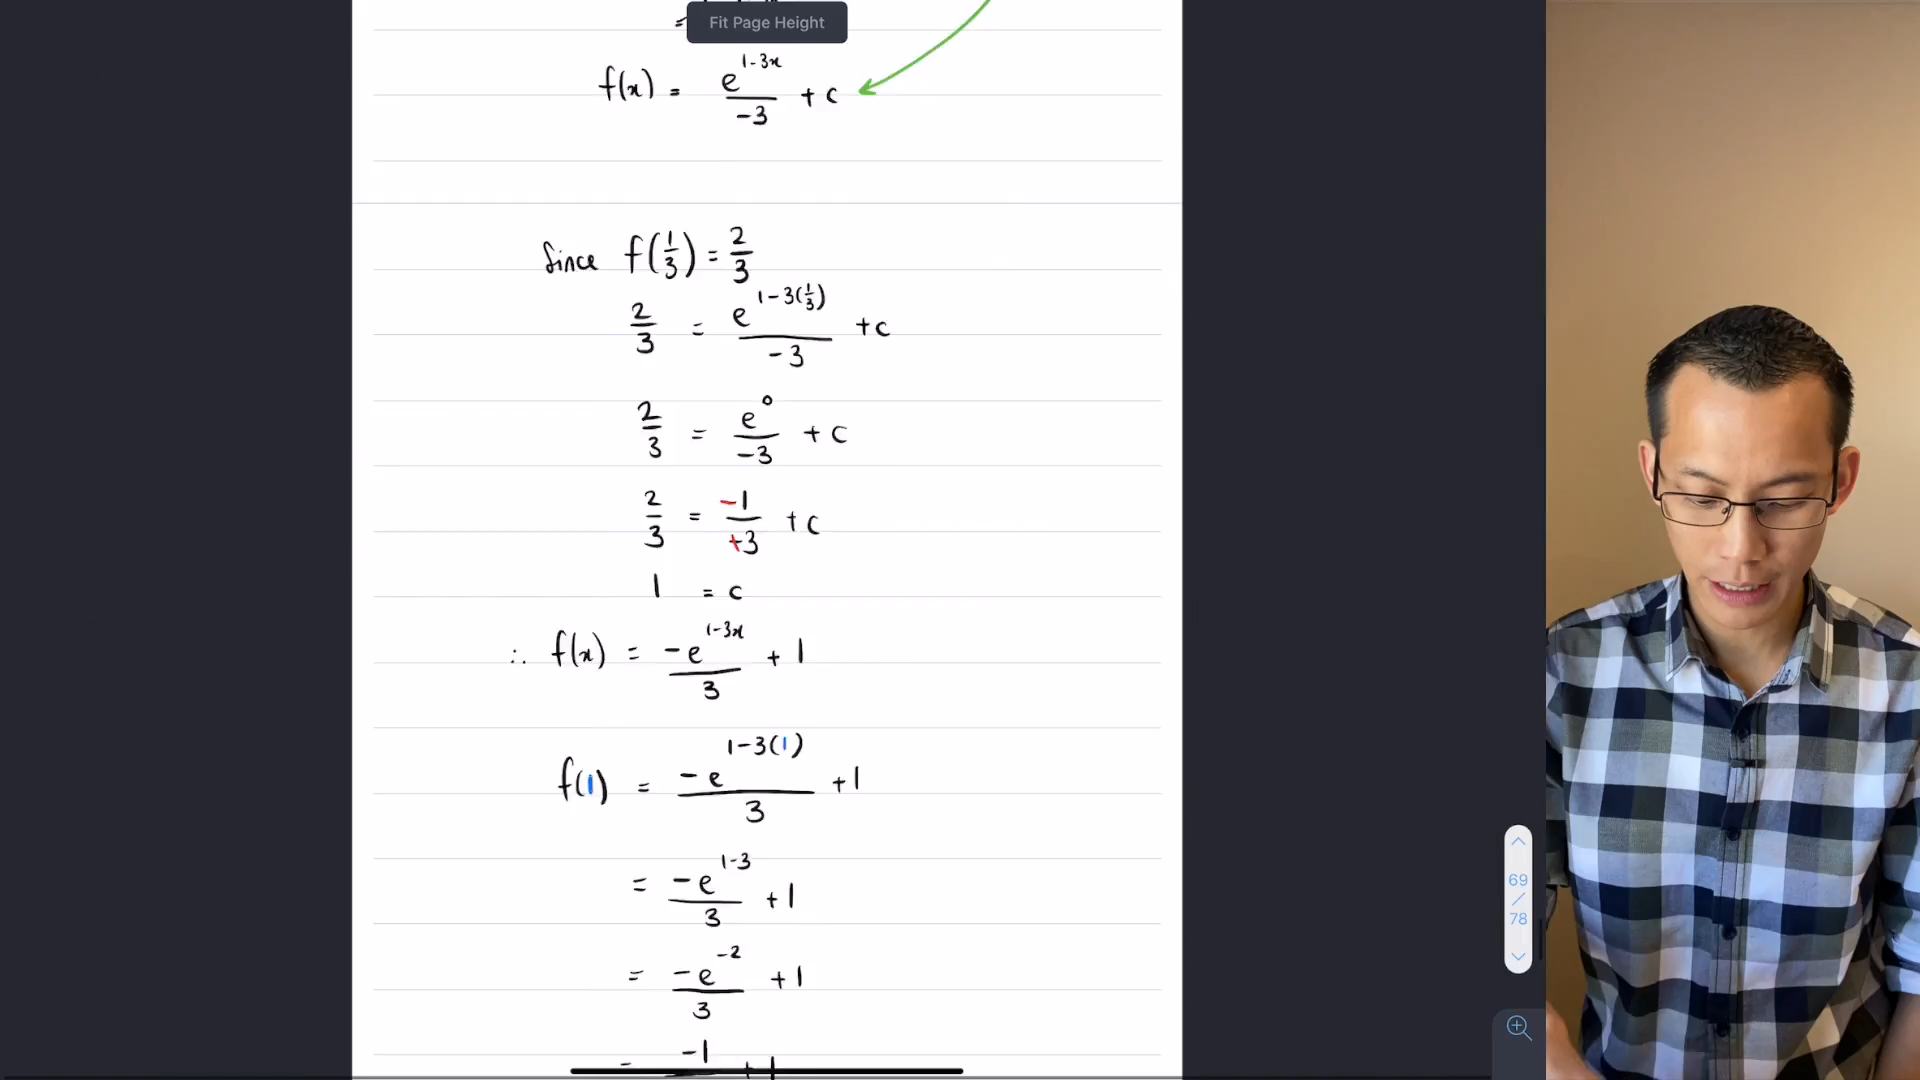 Fit Page Height
f(x) = e^{1-3x}/-3 + c
Since f(1/3) = 2/3
2/3 = e^{1-3(1/3)}/-3 + c
2/3 = e^0/-3 + c
2/3 = -1/+3 + c
1 = c
∴ f(x) = -e^{1-3x}/3 + 1
f(1) = -e^{1-3(1)}/3 + 1
= -e^{1-3}/3 + 1
= -e^{-2}/3 + 1
= -1 + 1
69
/
78